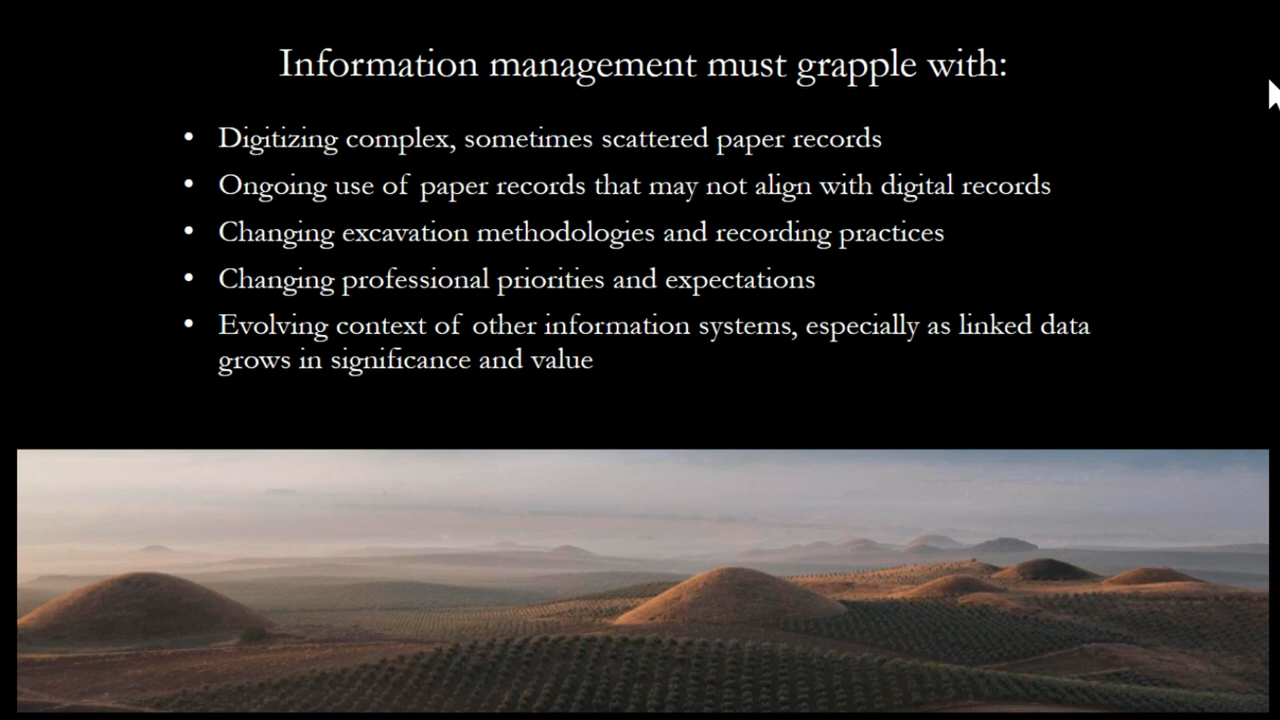 Information management must grapple with:
• Digitizing complex, sometimes scattered paper records
• Ongoing use of paper records that may not align with digital records
• Changing excavation methodologies and recording practices
• Changing professional priorities and expectations
• Evolving context of other information systems, especially as linked data
grows in significance and value